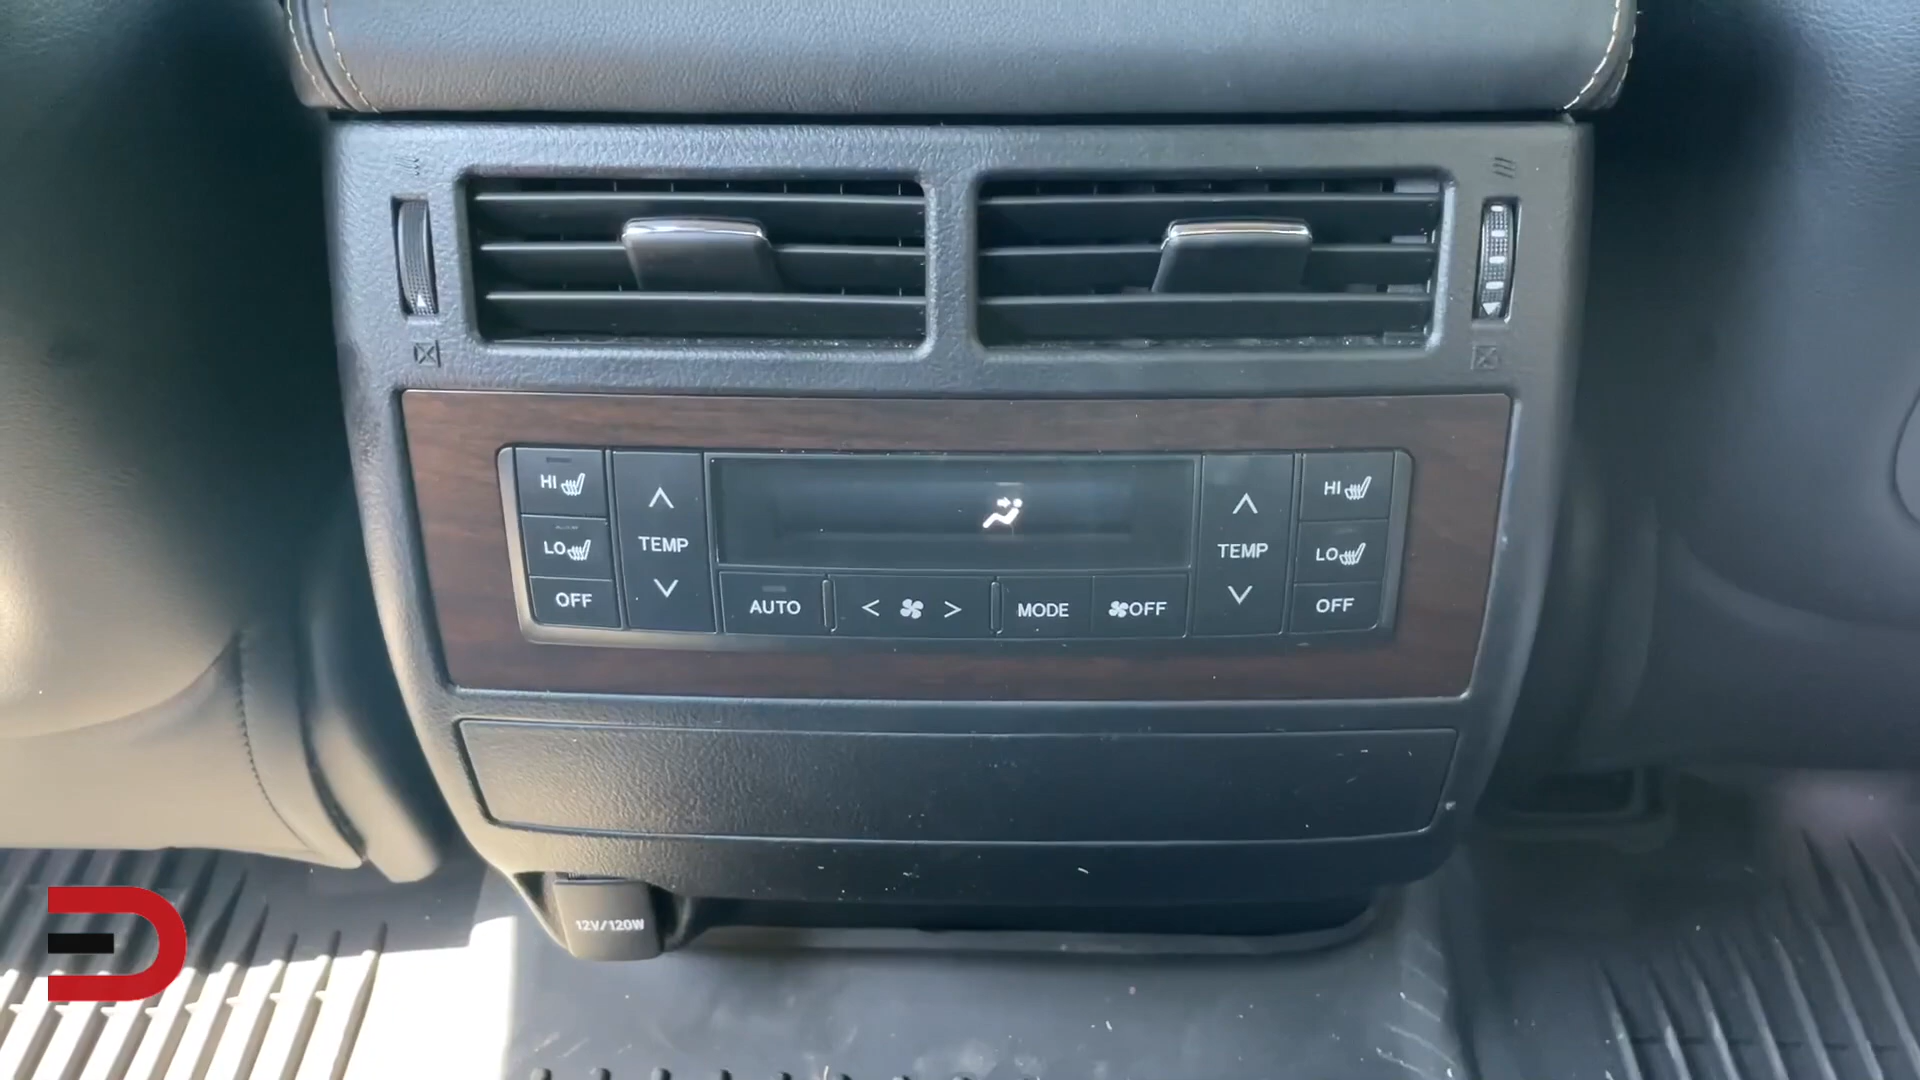 HI
TEMP
TEMP
HI
LO
LO
OFF
AUTO
< >
MODE
OFF
OFF
12V/120W